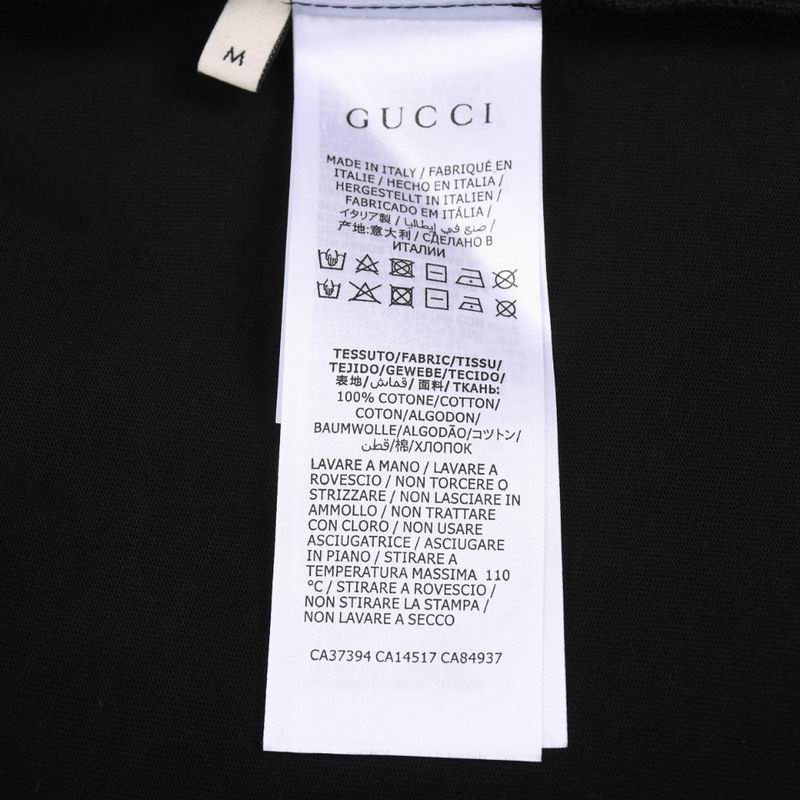 M
GUCCI
MADE IN ITALY / FABRIQUÉ EN
ITALIE / HECHO EN ITALIA /
HERGESTELLT IN ITALIEN /
FABRICADO EM ITÁLIA /
イタリア製 / صنع في إيطاليا /
产地:意大利 / СДЕЛАНО В
ИТАЛИИ
TESSUTO/FABRIC/TISSU/
TEJIDO/GEWEBE/TECIDO/
表地/قماش/ 面料/ ТКАНЬ:
100% COTONE/COTTON/
COTON/ALGODON/
BAUMWOLLE/ALGODÃO/コツトン/
قطن/棉/ХЛОПОК
LAVARE A MANO / LAVARE A
ROVESCIO / NON TORCERE O
STRIZZARE / NON LASCIARE IN
AMMOLLO / NON TRATTARE
CON CLORO / NON USARE
ASCIUGATRICE / ASCIUGARE
IN PIANO / STIRARE A
TEMPERATURA MASSIMA 110
°C / STIRARE A ROVESCIO /
NON STIRARE LA STAMPA /
NON LAVARE A SECCO
CA37394 CA14517 CA84937